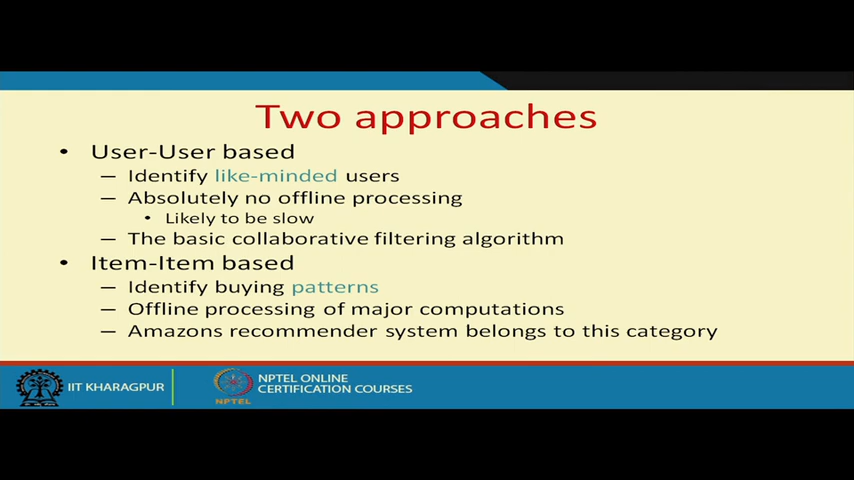 Two approaches
• User-User based
– Identify like-minded users
– Absolutely no offline processing
• Likely to be slow
– The basic collaborative filtering algorithm
• Item-Item based
– Identify buying patterns
– Offline processing of major computations
– Amazons recommender system belongs to this category
IIT KHARAGPUR
NPTEL
NPTEL ONLINE
CERTIFICATION COURSES